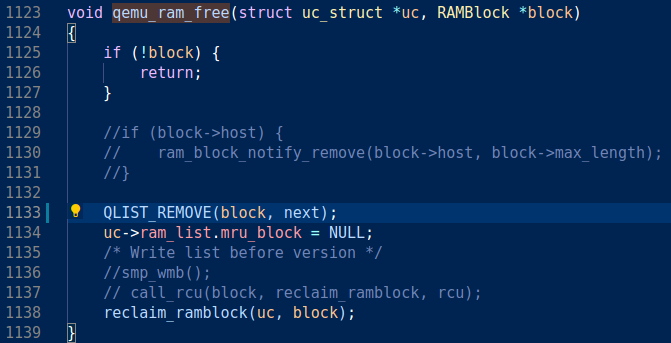 1123 void qemu_ram_free(struct uc_struct *uc, RAMBlock *block)
1124 {
1125     if (!block) {
1126         return;
1127     }
1128
1129     //if (block->host) {
1130     //    ram_block_notify_remove(block->host, block->max_length);
1131     //}
1132
1133     QLIST_REMOVE(block, next);
1134     uc->ram_list.mru_block = NULL;
1135     /* Write list before version */
1136     //smp_wmb();
1137     // call_rcu(block, reclaim_ramblock, rcu);
1138     reclaim_ramblock(uc, block);
1139 }